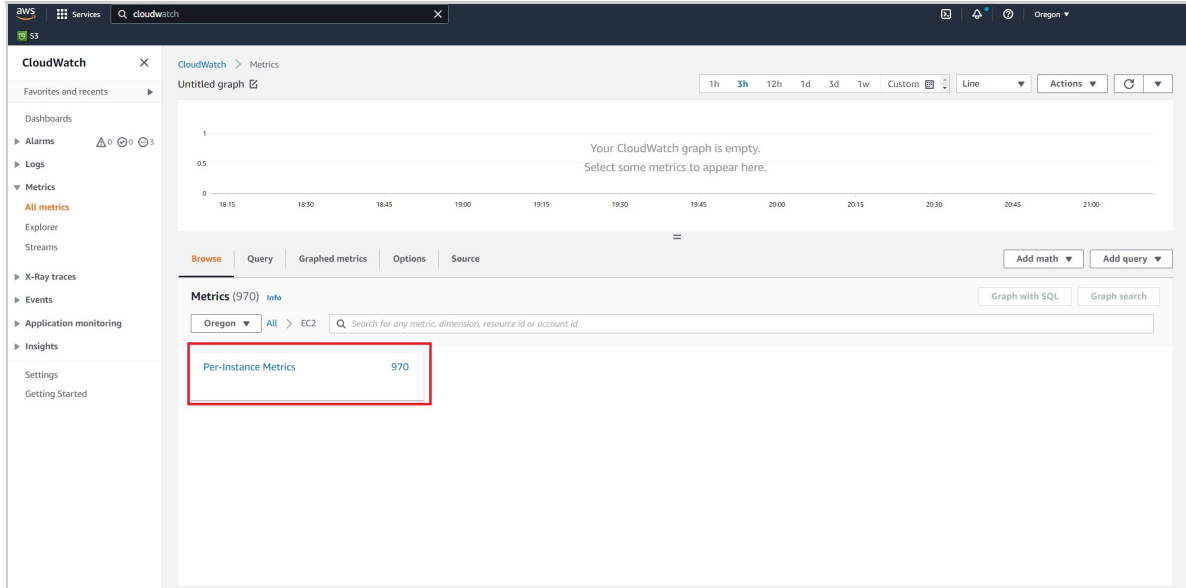 aws Services cloudwatch Oregon
S3
CloudWatch
Favorites and recents
Dashboards
Alarms 0 0 3
Logs
Metrics
All metrics
Explorer
Streams
X-Ray traces
Events
Application monitoring
Insights
Settings
Getting Started
CloudWatch > Metrics
Untitled graph 1h 3h 12h 1d 3d 1w Custom Line Actions
1
0.5
0
Your CloudWatch graph is empty.
Select some metrics to appear here.
18:15 18:30 18:45 19:00 19:15 19:30 19:45 20:00 20:15 20:30 20:45 21:00
Browse Query Graphed metrics Options Source Add math Add query
Metrics (970) Info Graph with SQL Graph search
Oregon All > EC2 Search for any metric, dimension, resource id or account id
Per-Instance Metrics 970